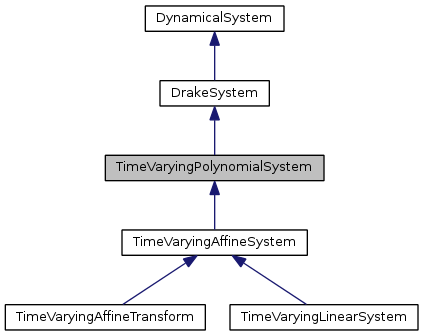 DynamicalSystem
DrakeSystem
TimeVaryingPolynomialSystem
TimeVaryingAffineSystem
TimeVaryingAffineTransform
TimeVaryingLinearSystem